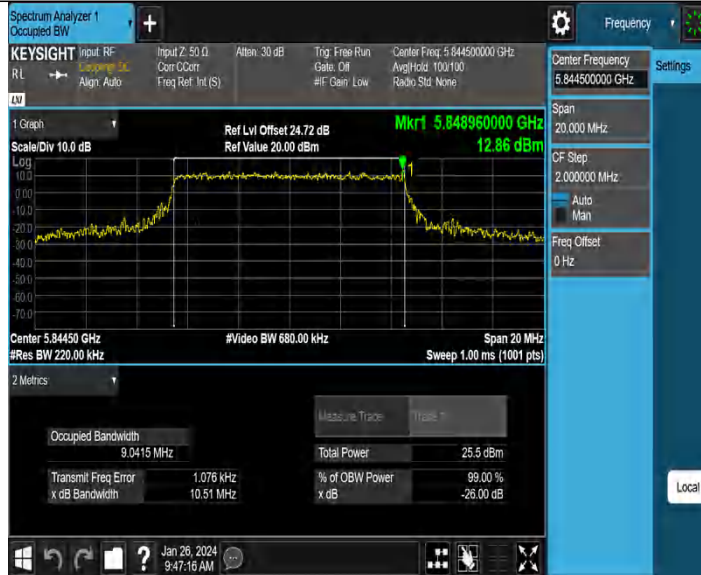 Spectrum Analyzer 1
Occupied BW
+
Frequency
KEYSIGHT
RL
Input: RF
Coupling: DC
Align: Auto
Input Z: 50 Ω
Corr CCorr
Freq Ref: Int (S)
Atten: 30 dB
Trig: Free Run
Gate: Off
#IF Gain: Low
Center Freq: 5.844500000 GHz
Avg|Hold: 100/100
Radio Std: None
LXI
Center Frequency
5.844500000 GHz
Settings
Span
20.000 MHz
CF Step
2.000000 MHz
Auto
Man
Freq Offset
0 Hz
1 Graph
Scale/Div 10.0 dB
Ref Lvl Offset 24.72 dB
Ref Value 20.00 dBm
Mkr1 5.848960000 GHz
12.86 dBm
Log
10.0
0.00
-10.0
-20.0
-30.0
-40.0
-50.0
-60.0
-70.0
1
Center 5.84450 GHz
#Res BW 220.00 kHz
#Video BW 680.00 kHz
Span 20 MHz
Sweep 1.00 ms (1001 pts)
2 Metrics
Measure Trace
Trace 1
Occupied Bandwidth
9.0415 MHz
Total Power
25.5 dBm
Transmit Freq Error
1.076 kHz
% of OBW Power
99.00 %
x dB Bandwidth
10.51 MHz
x dB
-26.00 dB
Local
?
Jan 26, 2024
9:47:16 AM